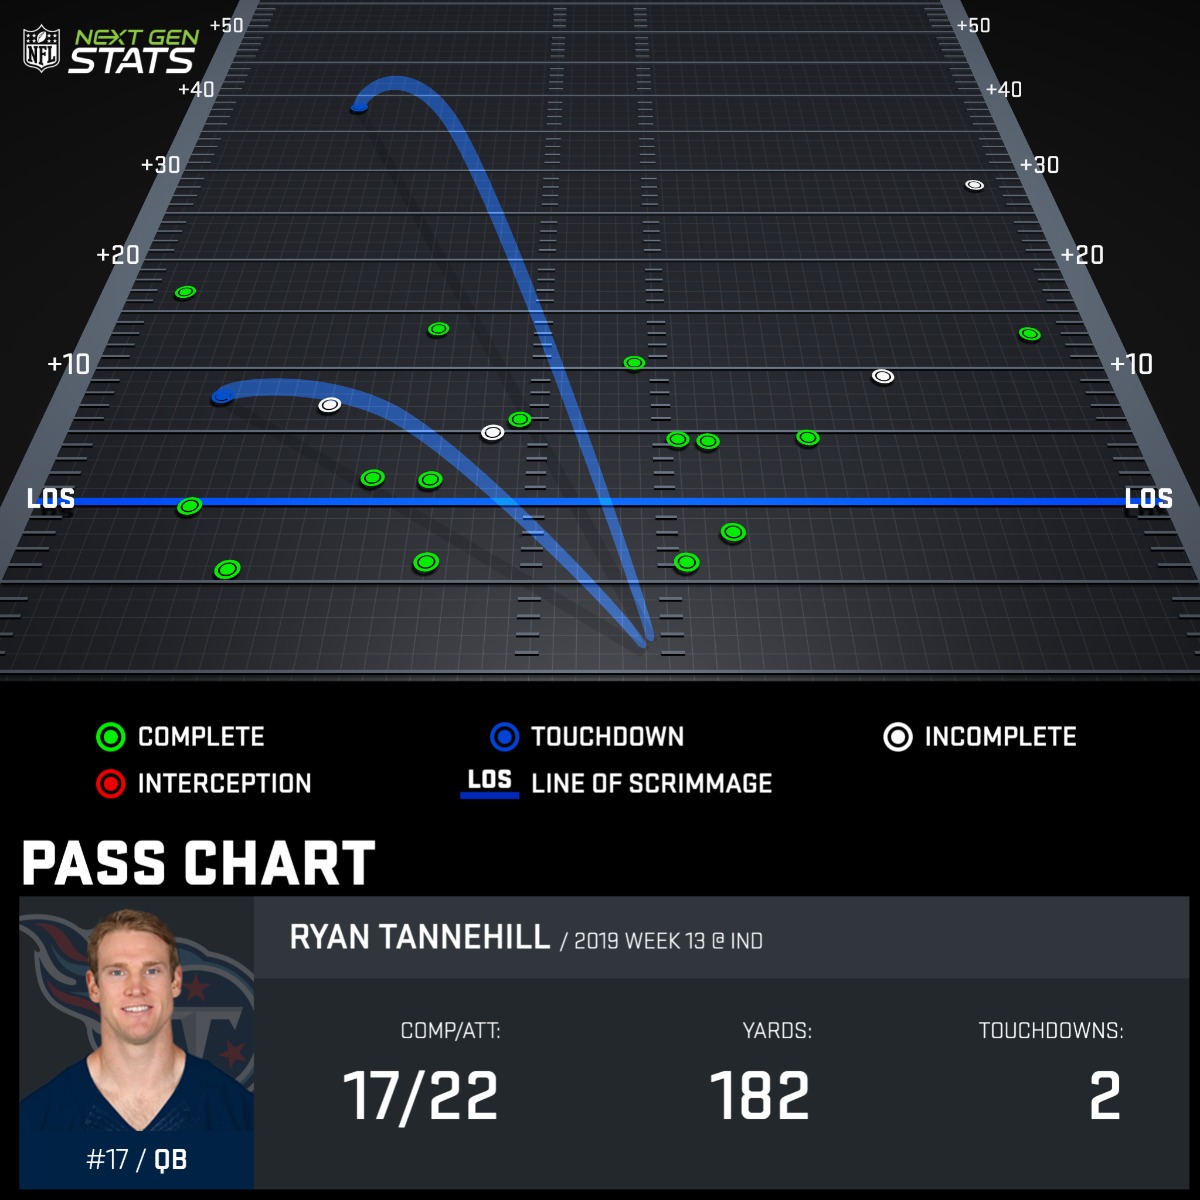 NFL
NEXT GEN
STATS
+50 +50
+40 +40
+30 +30
+20 +20
+10 +10
LOS LOS
COMPLETE TOUCHDOWN INCOMPLETE
INTERCEPTION LOS LINE OF SCRIMMAGE
PASS CHART
RYAN TANNEHILL / 2019 WEEK 13 @ IND
COMP/ATT: YARDS: TOUCHDOWNS:
17/22 182 2
#17 / QB